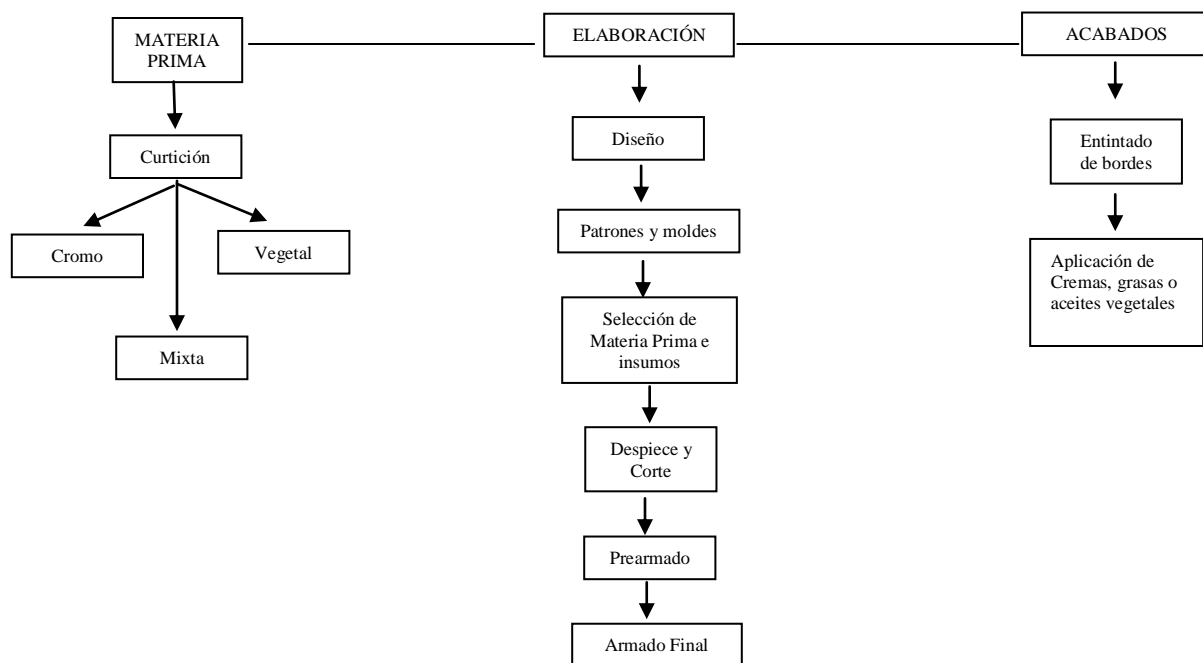 MATERIA
PRIMA
Curtición
Cromo
Vegetal
Mixta
ELABORACIÓN
Diseño
Patrones y moldes
Selección de
Materia Prima e
insumos
Despiece y
Corte
Prearmado
Armado Final
ACABADOS
Entintado
de bordes
Aplicación de
Cremas, grasas o
aceites vegetales